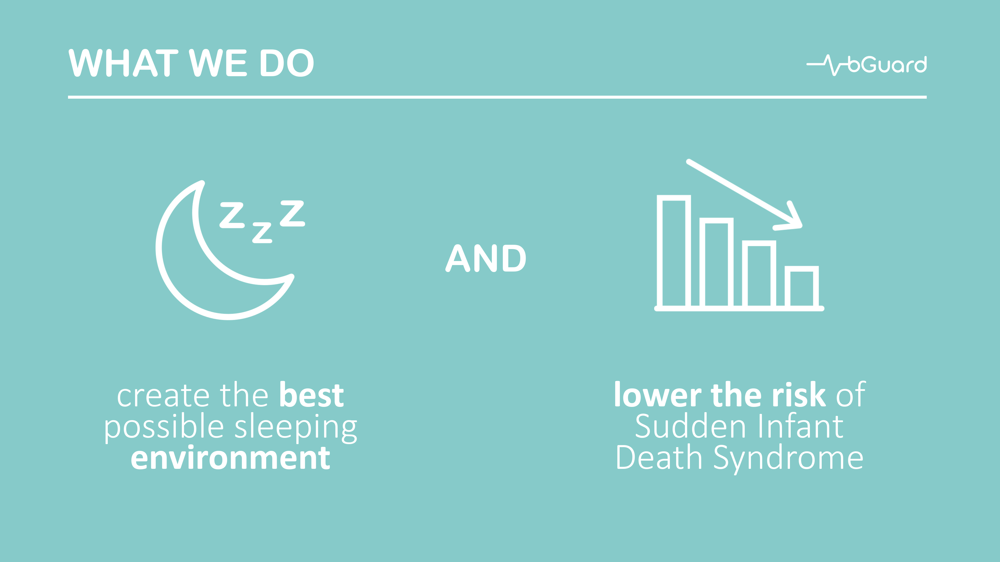 WHAT WE DO
bGuard
z z z
AND
create the best
possible sleeping
environment
lower the risk of
Sudden Infant
Death Syndrome